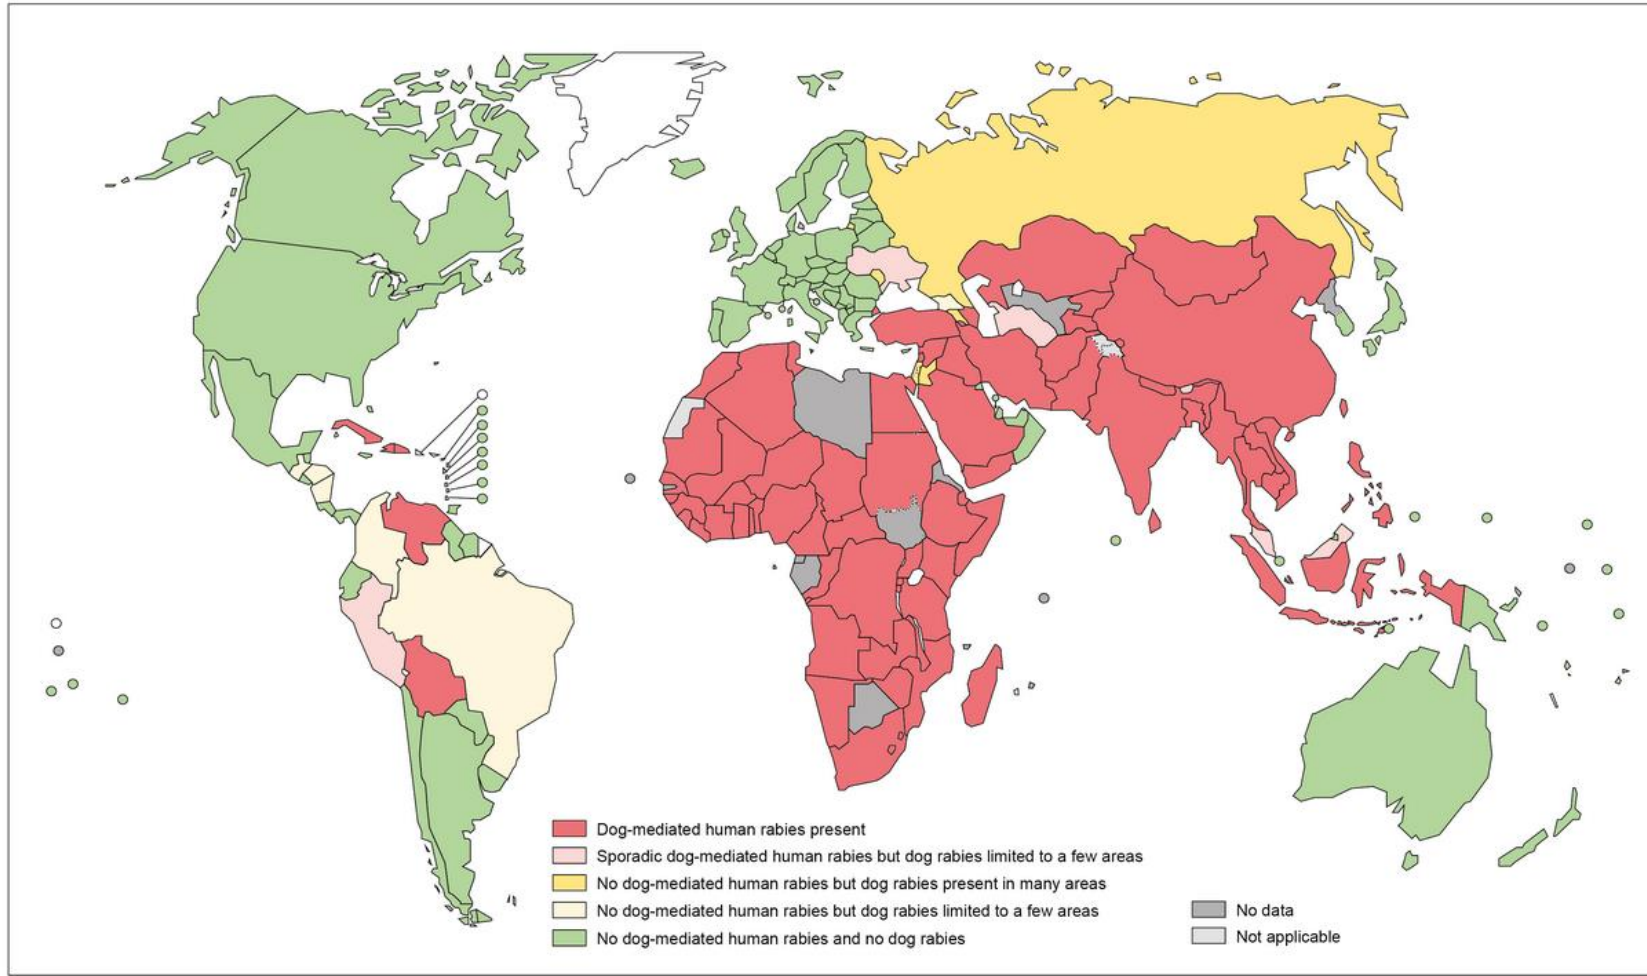 Dog-mediated human rabies present
Sporadic dog-mediated human rabies but dog rabies limited to a few areas
No dog-mediated human rabies but dog rabies present in many areas
No dog-mediated human rabies but dog rabies limited to a few areas
No dog-mediated human rabies and no dog rabies
No data
Not applicable